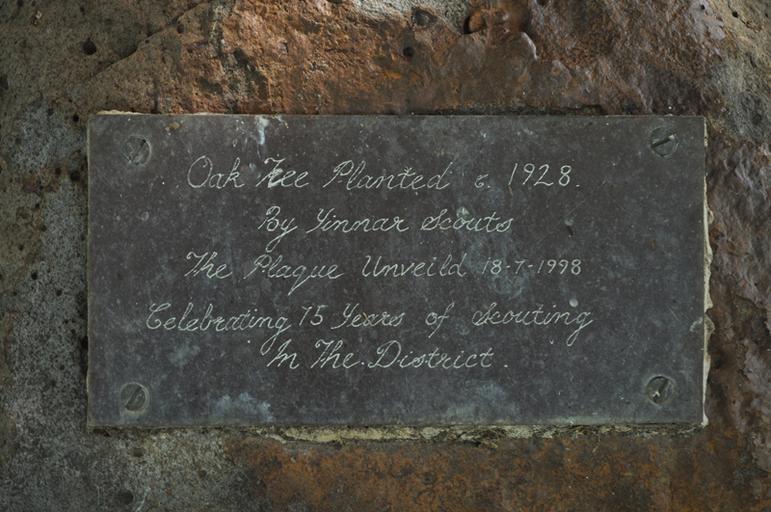 Oak Tree Planted c. 1928.
By Yinnar Scouts
The Plaque Unveild 18-7-1998
Celebrating 75 Years of Scouting
In The District.